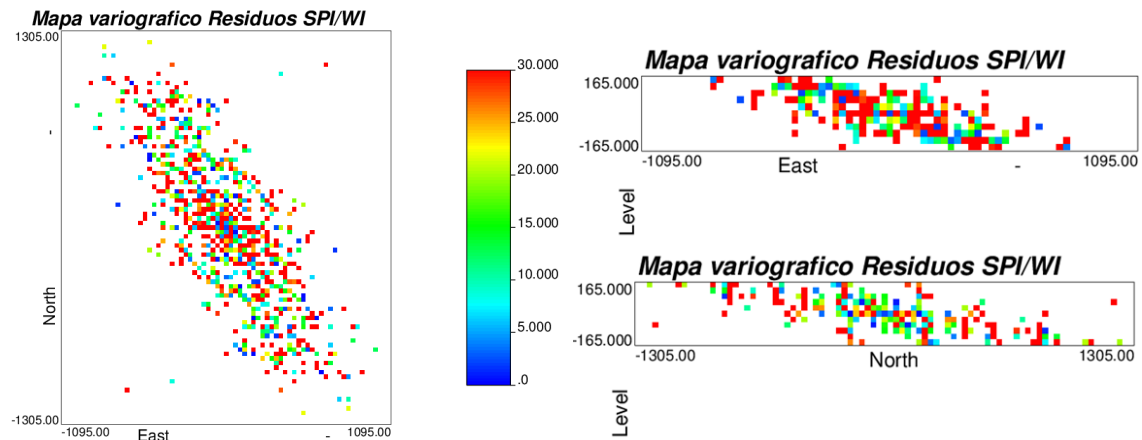 Mapa variografico Residuos SPI/WI
1305.00
North
-
-1305.00
-1095.00
East
-
1095.00
30.000
25.000
20.000
15.000
10.000
5.000
.0
Mapa variografico Residuos SPI/WI
165.000
-165.000
-1095.00
East
-
1095.00
Level
Mapa variografico Residuos SPI/WI
165.000
-165.000
-1305.00
North
1305.00
Level